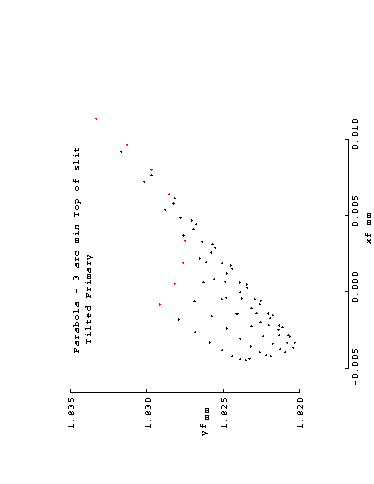 Parabola - 3 arc min Top of slit
Tilted Primary
0.010
0.005
0.000
-0.005
xf mm
1.835
1.830
1.825
1.820
yf mm